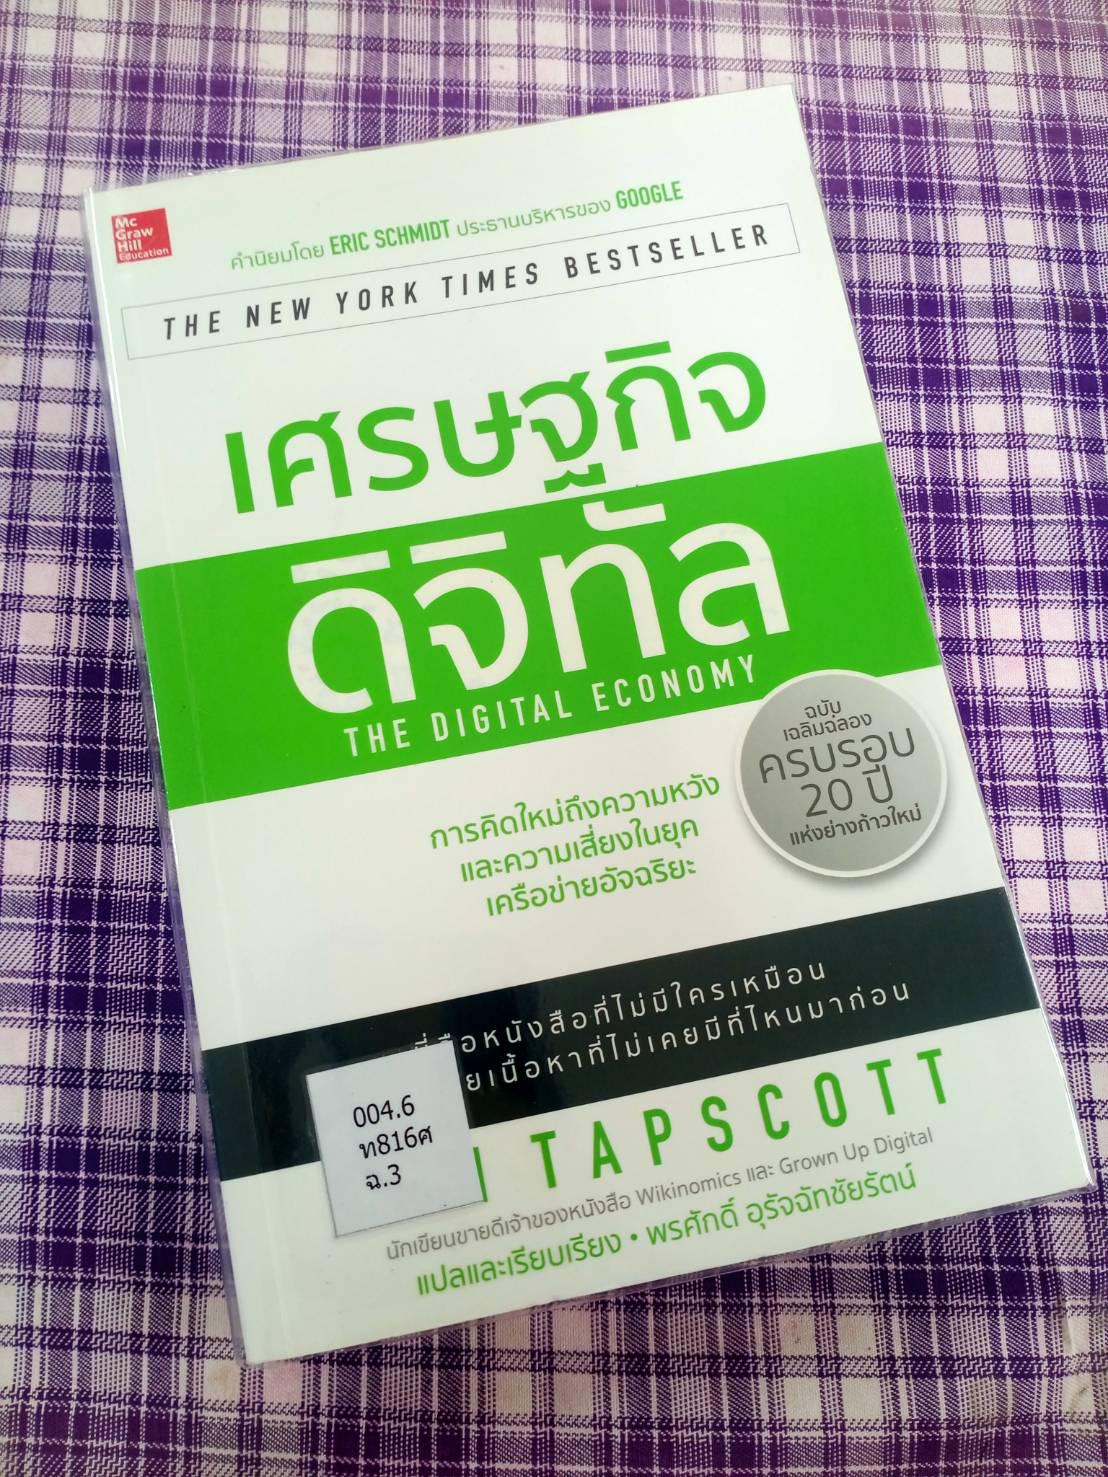 Mc
Graw
Hill
Education
คำนิยมโดย ERIC SCHMIDT ประธานบริหารของ GOOGLE
THE NEW YORK TIMES BESTSELLER
เศรษฐกิจ
ดิจิทัล
THE DIGITAL ECONOMY
ฉบับ
เฉลิมฉลอง
ครบรอบ
20 ปี
แห่งย่างก้าวใหม่
การคิดใหม่ถึงความหวัง
และความเสี่ยงในยุค
เครือข่ายอัจฉริยะ
หนังสือที่ไม่มีใครเหมือน
เนื้อหาที่ไม่เคยมีที่ไหนมาก่อน
TAPSCOTT
004.6
ท816ศ
ฉ.3
นักเขียนขายดีเจ้าของหนังสือ Wikinomics และ Grown Up Digital
แปลและเรียบเรียง • พรศักดิ์ อุรัจฉัทชัยรัตน์